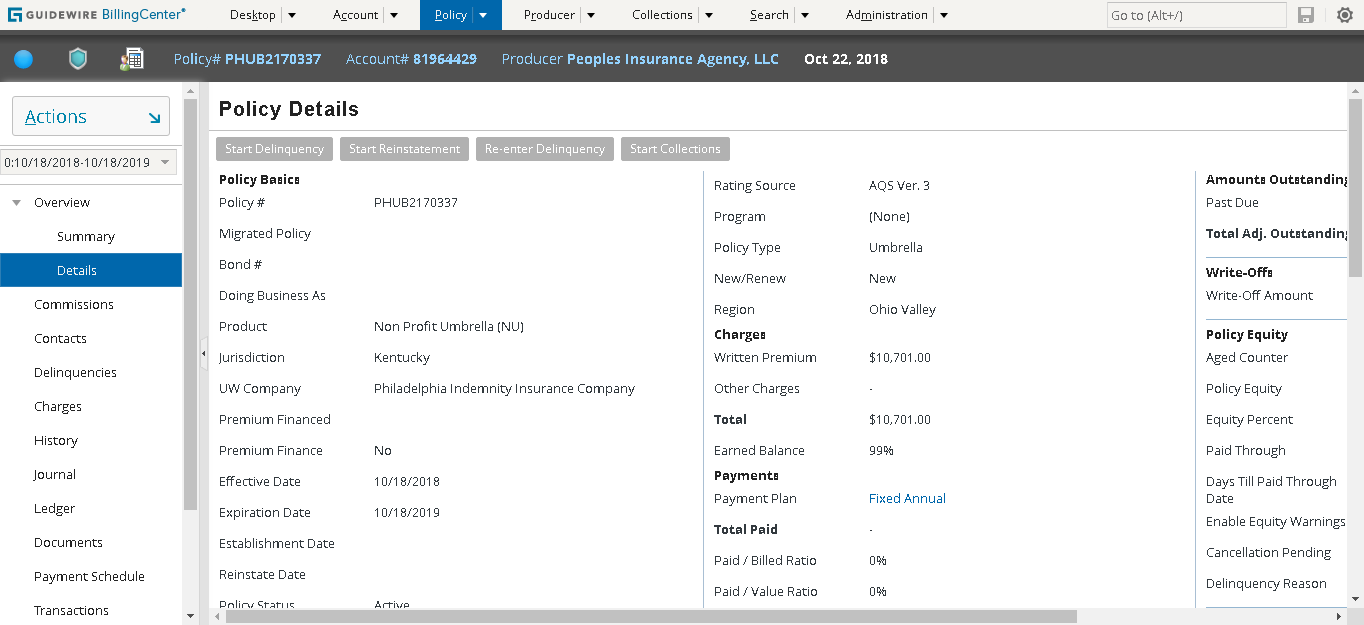 GUIDEWIRE BillingCenter®
Desktop
Account
Policy
Producer
Collections
Search
Administration
Go to (Alt+/)
Policy# PHUB2170337
Account# 81964429
Producer Peoples Insurance Agency, LLC
Oct 22, 2018
Actions
0:10/18/2018-10/18/2019
Overview
Summary
Details
Commissions
Contacts
Delinquencies
Charges
History
Journal
Ledger
Documents
Payment Schedule
Transactions
Policy Details
Start Delinquency
Start Reinstatement
Re-enter Delinquency
Start Collections
Policy Basics
Policy # PHUB2170337
Migrated Policy
Bond #
Doing Business As
Product Non Profit Umbrella (NU)
Jurisdiction Kentucky
UW Company Philadelphia Indemnity Insurance Company
Premium Financed
Premium Finance No
Effective Date 10/18/2018
Expiration Date 10/18/2019
Establishment Date
Reinstate Date
Policy Status Active
Rating Source AQS Ver. 3
Program (None)
Policy Type Umbrella
New/Renew New
Region Ohio Valley
Charges
Written Premium $10,701.00
Other Charges -
Total $10,701.00
Earned Balance 99%
Payments
Payment Plan Fixed Annual
Total Paid -
Paid / Billed Ratio 0%
Paid / Value Ratio 0%
Amounts Outstanding
Past Due
Total Adj. Outstanding
Write-Offs
Write-Off Amount
Policy Equity
Aged Counter
Policy Equity
Equity Percent
Paid Through
Days Till Paid Through
Date
Enable Equity Warnings
Cancellation Pending
Delinquency Reason